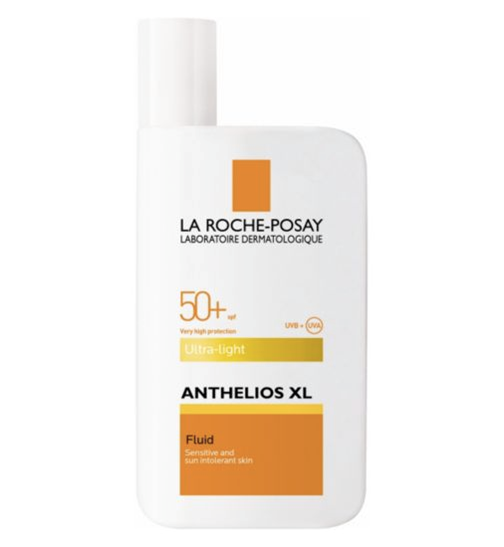 LA ROCHE-POSAY
LABORATOIRE DERMATOLOGIQUE
50+ spf
UVB + UVA
Very high protection
Ultra-light
ANTHELIOS XL
Fluid
Sensitive and
sun intolerant skin